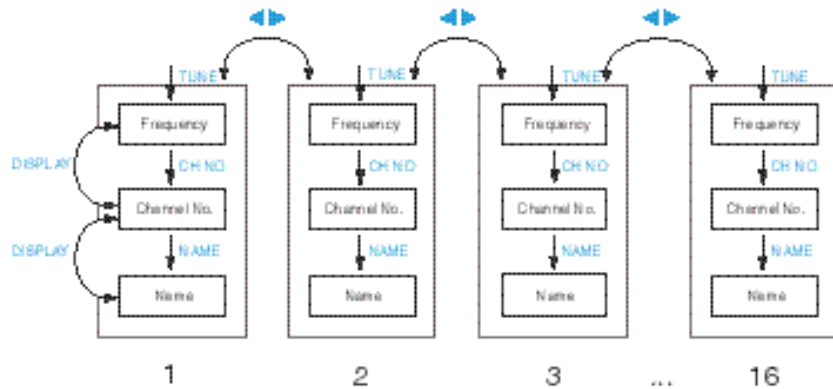 TUNE TUNE TUNE TUNE
Frequency Frequency Frequency Frequency
DISPLAY CH NO CH NO CH NO CH NO
Channel No. Channel No. Channel No. Channel No.
DISPLAY NAME NAME NAME NAME
Name Name Name Name
1 2 3 ... 16